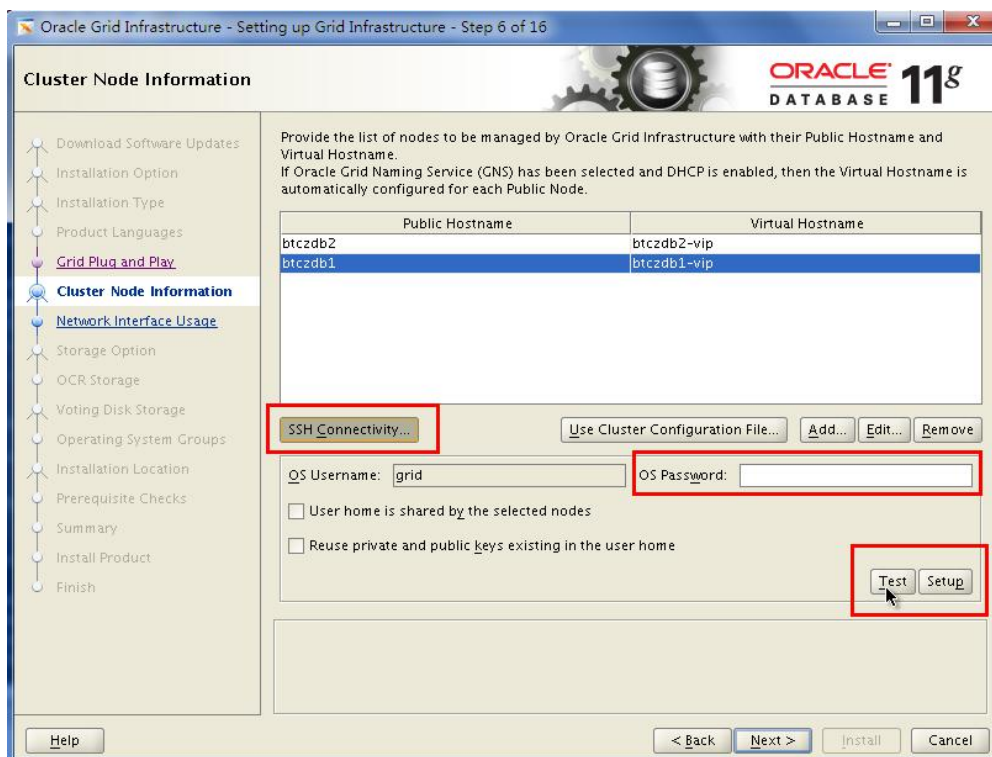 Oracle Grid Infrastructure - Setting up Grid Infrastructure - Step 6 of 16
Cluster Node Information
ORACLE 11g
DATABASE
Download Software Updates
Installation Option
Installation Type
Product Languages
Grid Plug and Play
Cluster Node Information
Network Interface Usage
Storage Option
OCR Storage
Voting Disk Storage
Operating System Groups
Installation Location
Prerequisite Checks
Summary
Install Product
Finish
Provide the list of nodes to be managed by Oracle Grid Infrastructure with their Public Hostname and
Virtual Hostname.
If Oracle Grid Naming Service (GNS) has been selected and DHCP is enabled, then the Virtual Hostname is
automatically configured for each Public Node.
Public Hostname Virtual Hostname
btczdb2 btczdb2-vip
btczdb1 btczdb1-vip
SSH Connectivity... Use Cluster Configuration File... Add... Edit... Remove
OS Username: grid OS Password:
User home is shared by the selected nodes
Reuse private and public keys existing in the user home
Test Setup
Help < Back Next > Install Cancel